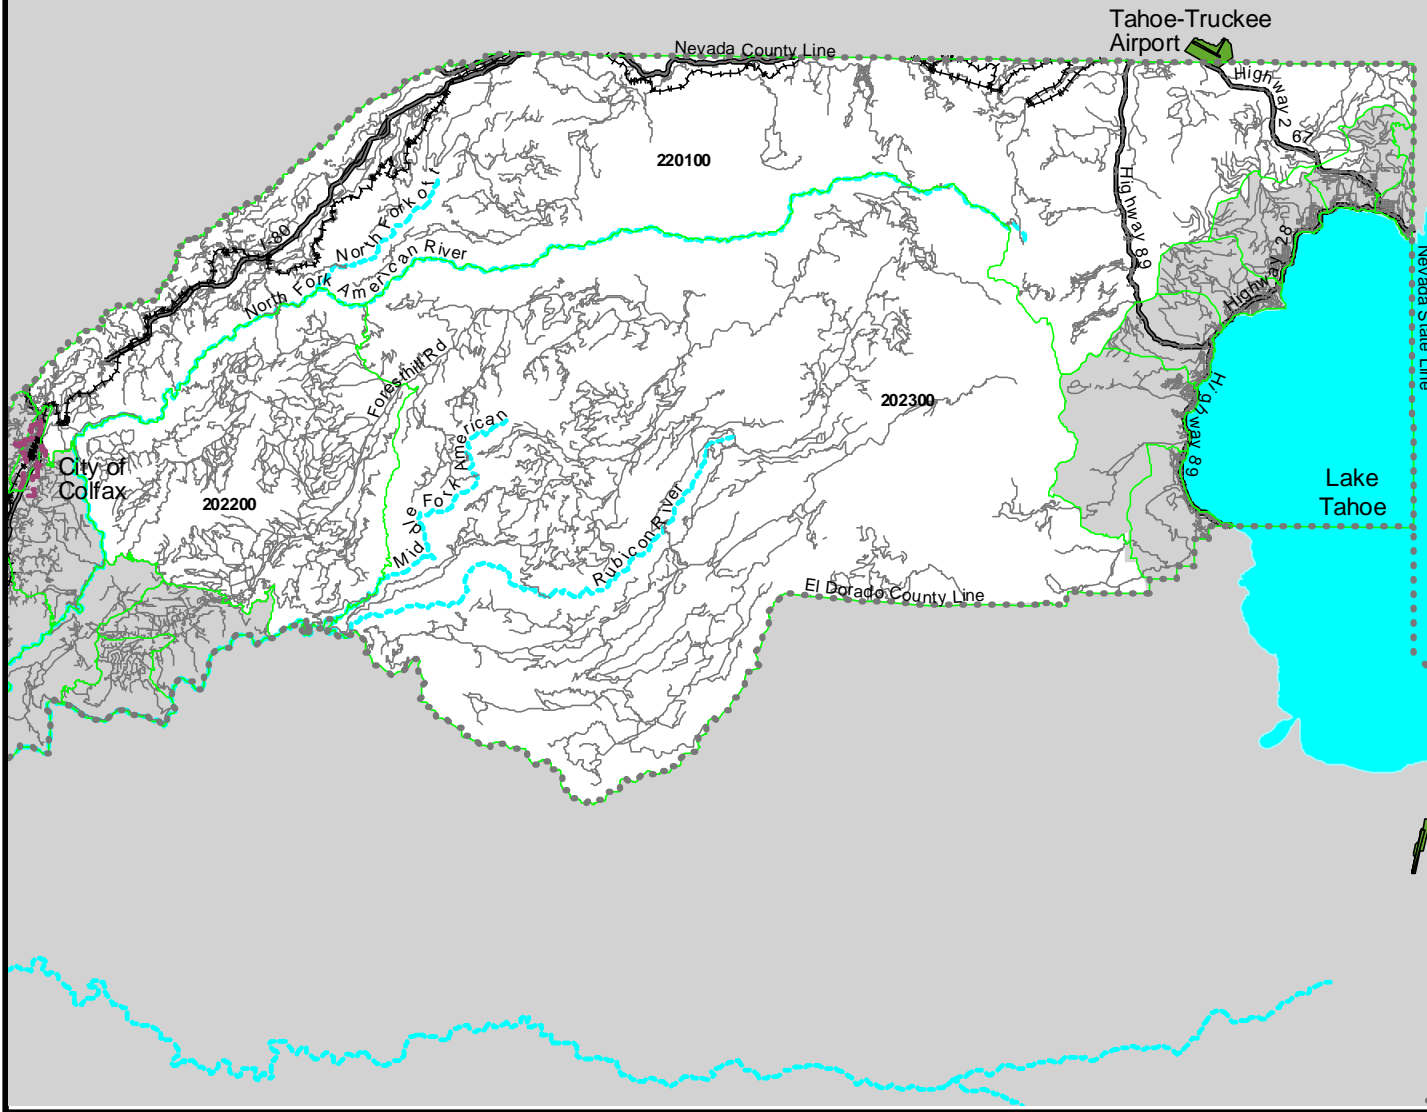 Tahoe-Truckee
Airport
Nevada County Line
Highway 2 67
220100
Highway 89
I-80
North Fork of t
North Fork American River
Highway 28
Nevada State Line
Foresthill Rd
Highway 89
202300
Middle Fork American
City of
Colfax
202200
Lake
Tahoe
Rubicon River
El Dorado County Line